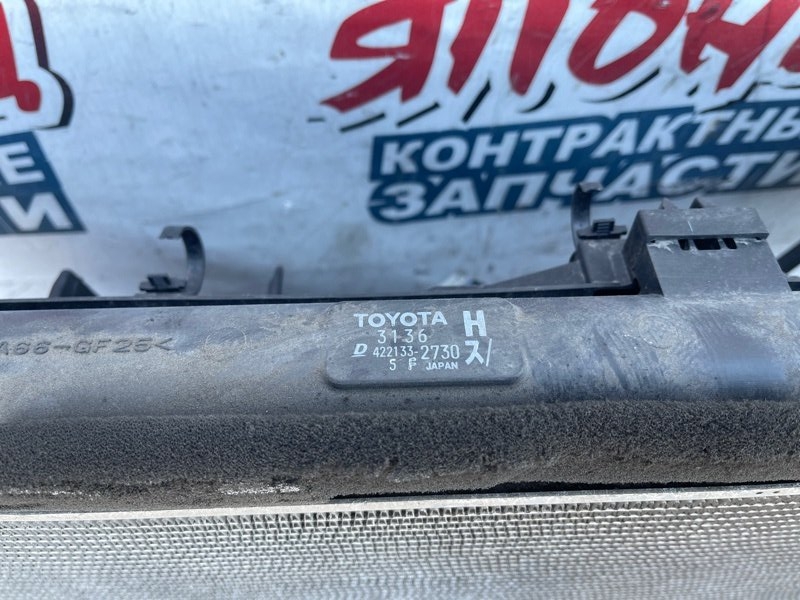 ЯПОН
КОНТРАКТНЫ
ЗАПЧАСТИ
Е
И
A66-GF25<
TOYOTA H
3136
D 422133-2730 ス/
5 F JAPAN